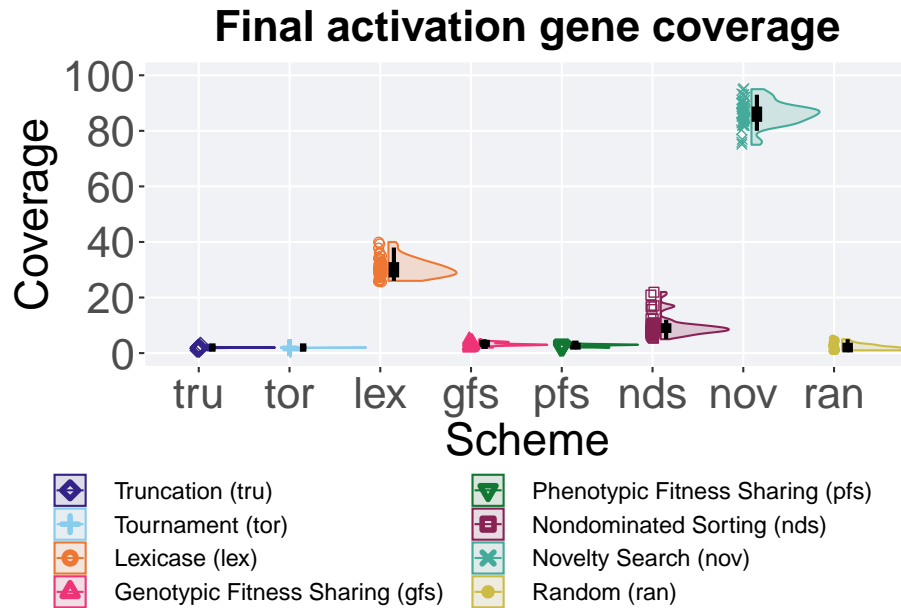 Final activation gene coverage
100
80
60
40
20
0
Coverage
tru tor lex gfs pfs nds nov ran
Scheme
Truncation (tru)
Tournament (tor)
Lexicase (lex)
Genotypic Fitness Sharing (gfs)
Phenotypic Fitness Sharing (pfs)
Nondominated Sorting (nds)
Novelty Search (nov)
Random (ran)